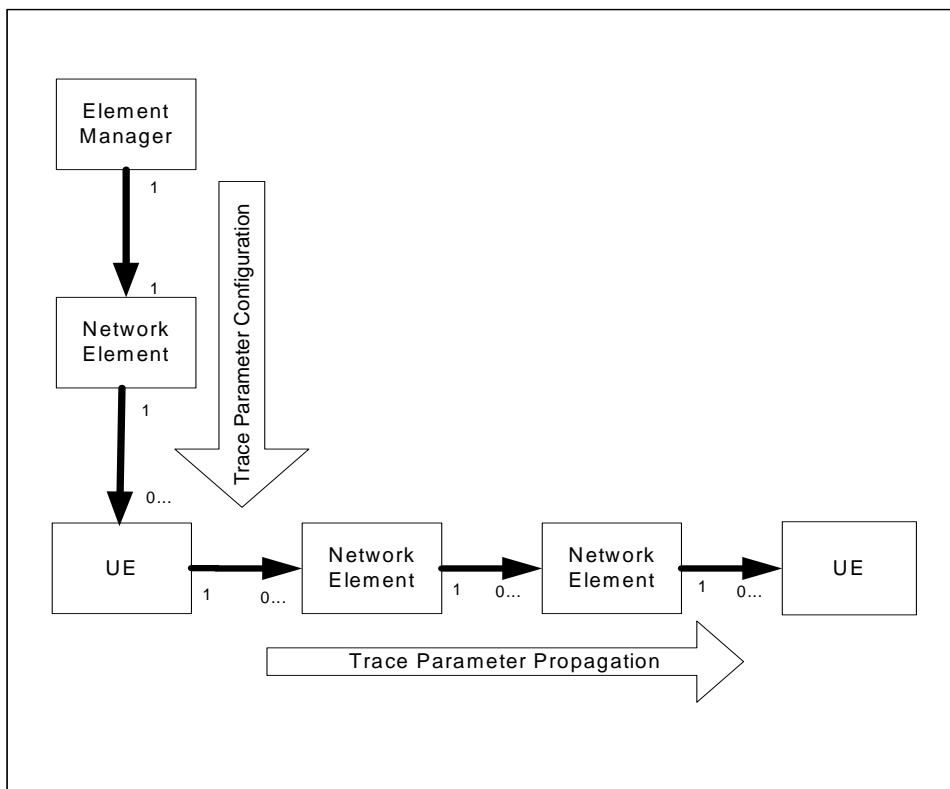 Element
Manager
1
Trace Parameter Configuration
1
Network
Element
1
0...
UE
Network
Element
Network
Element
UE
1
0...
1
0...
1
0...
Trace Parameter Propagation